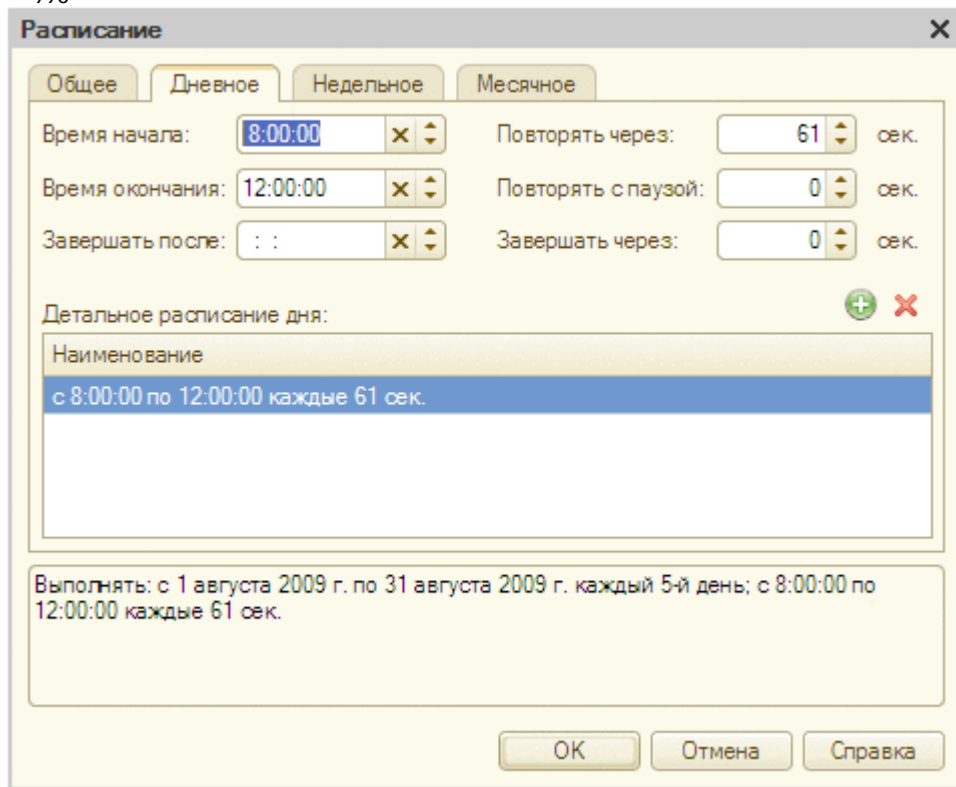 Расписание
Общее Дневное Недельное Месячное
Время начала: 8:00:00 Повторять через: 61 сек.
Время окончания: 12:00:00 Повторять с паузой: 0 сек.
Завершать после: : : Завершать через: 0 сек.
Детальное расписание дня:
Наименование
с 8:00:00 по 12:00:00 каждые 61 сек.
Выполнять: с 1 августа 2009 г. по 31 августа 2009 г. каждый 5-й день; с 8:00:00 по
12:00:00 каждые 61 сек.
OK Отмена Справка